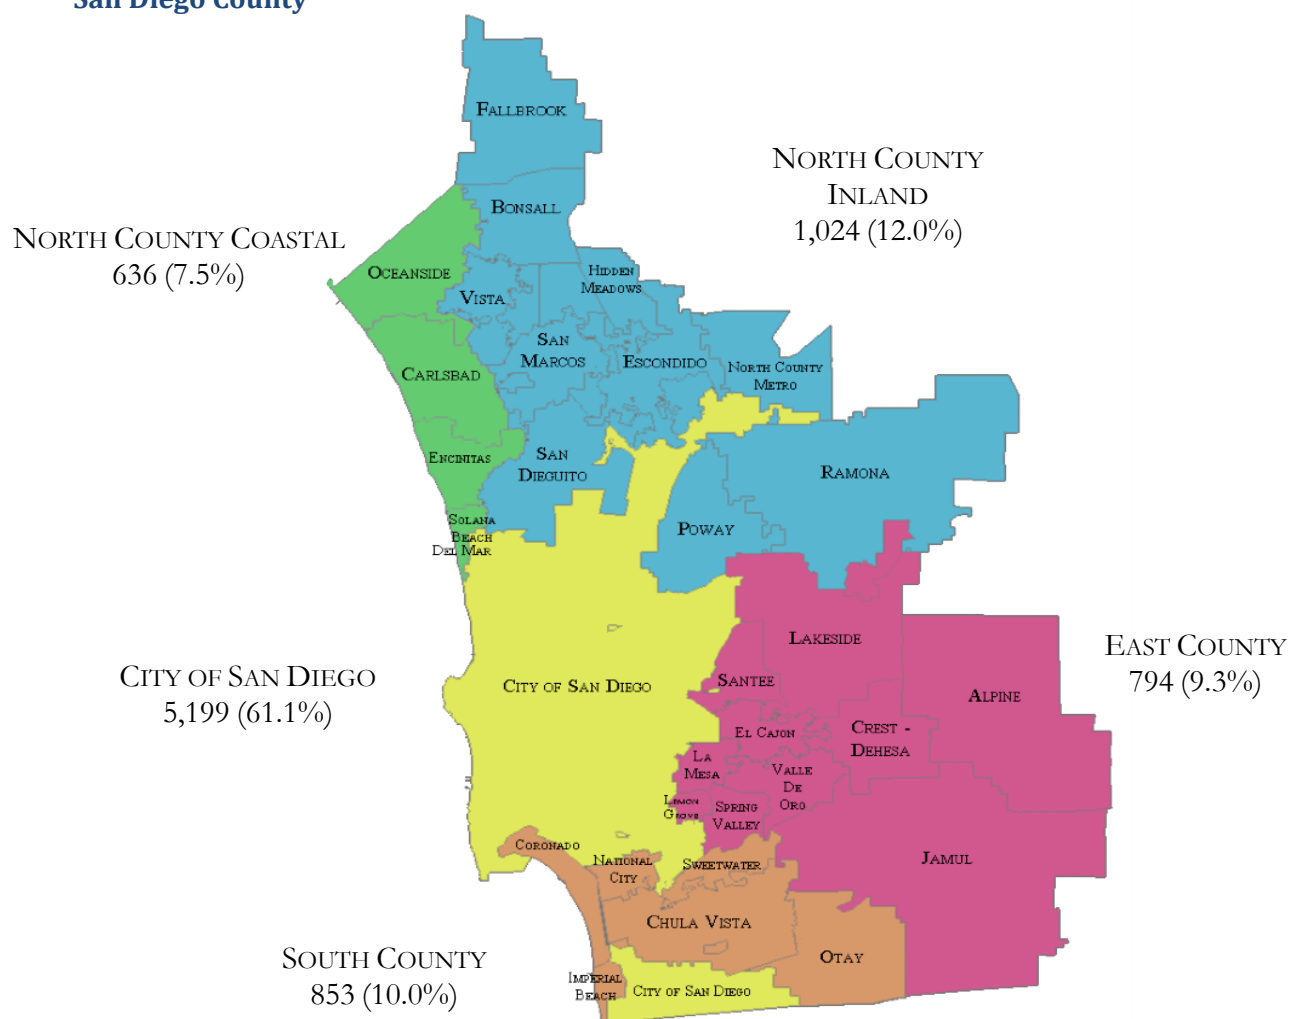 San Diego County
FALLBROOK
NORTH COUNTY
INLAND
1,024 (12.0%)
BONSALL
NORTH COUNTY COASTAL
636 (7.5%)
OCEANSIDE
HIDDEN
MEADOWS
VISTA
SAN
MARCOS
ESCONDIDO
NORTH COUNTY
METRO
CARLSBAD
ENCINITAS
SAN
DIEGUITO
RAMONA
SOLANA
BEACH
DEL MAR
POWAY
LAKESIDE
EAST COUNTY
794 (9.3%)
CITY OF SAN DIEGO
5,199 (61.1%)
CITY OF SAN DIEGO
SANTEE
ALPINE
EL CAJON
CREST -
DEHESA
LA
MESA
VALLE
DE
ORO
LEMON
GROVE
SPRING
VALLEY
CORONADO
NATIONAL
CITY
SWEETWATER
JAMUL
CHULA VISTA
OTAY
SOUTH COUNTY
853 (10.0%)
IMPERIAL
BEACH
CITY OF SAN DIEGO